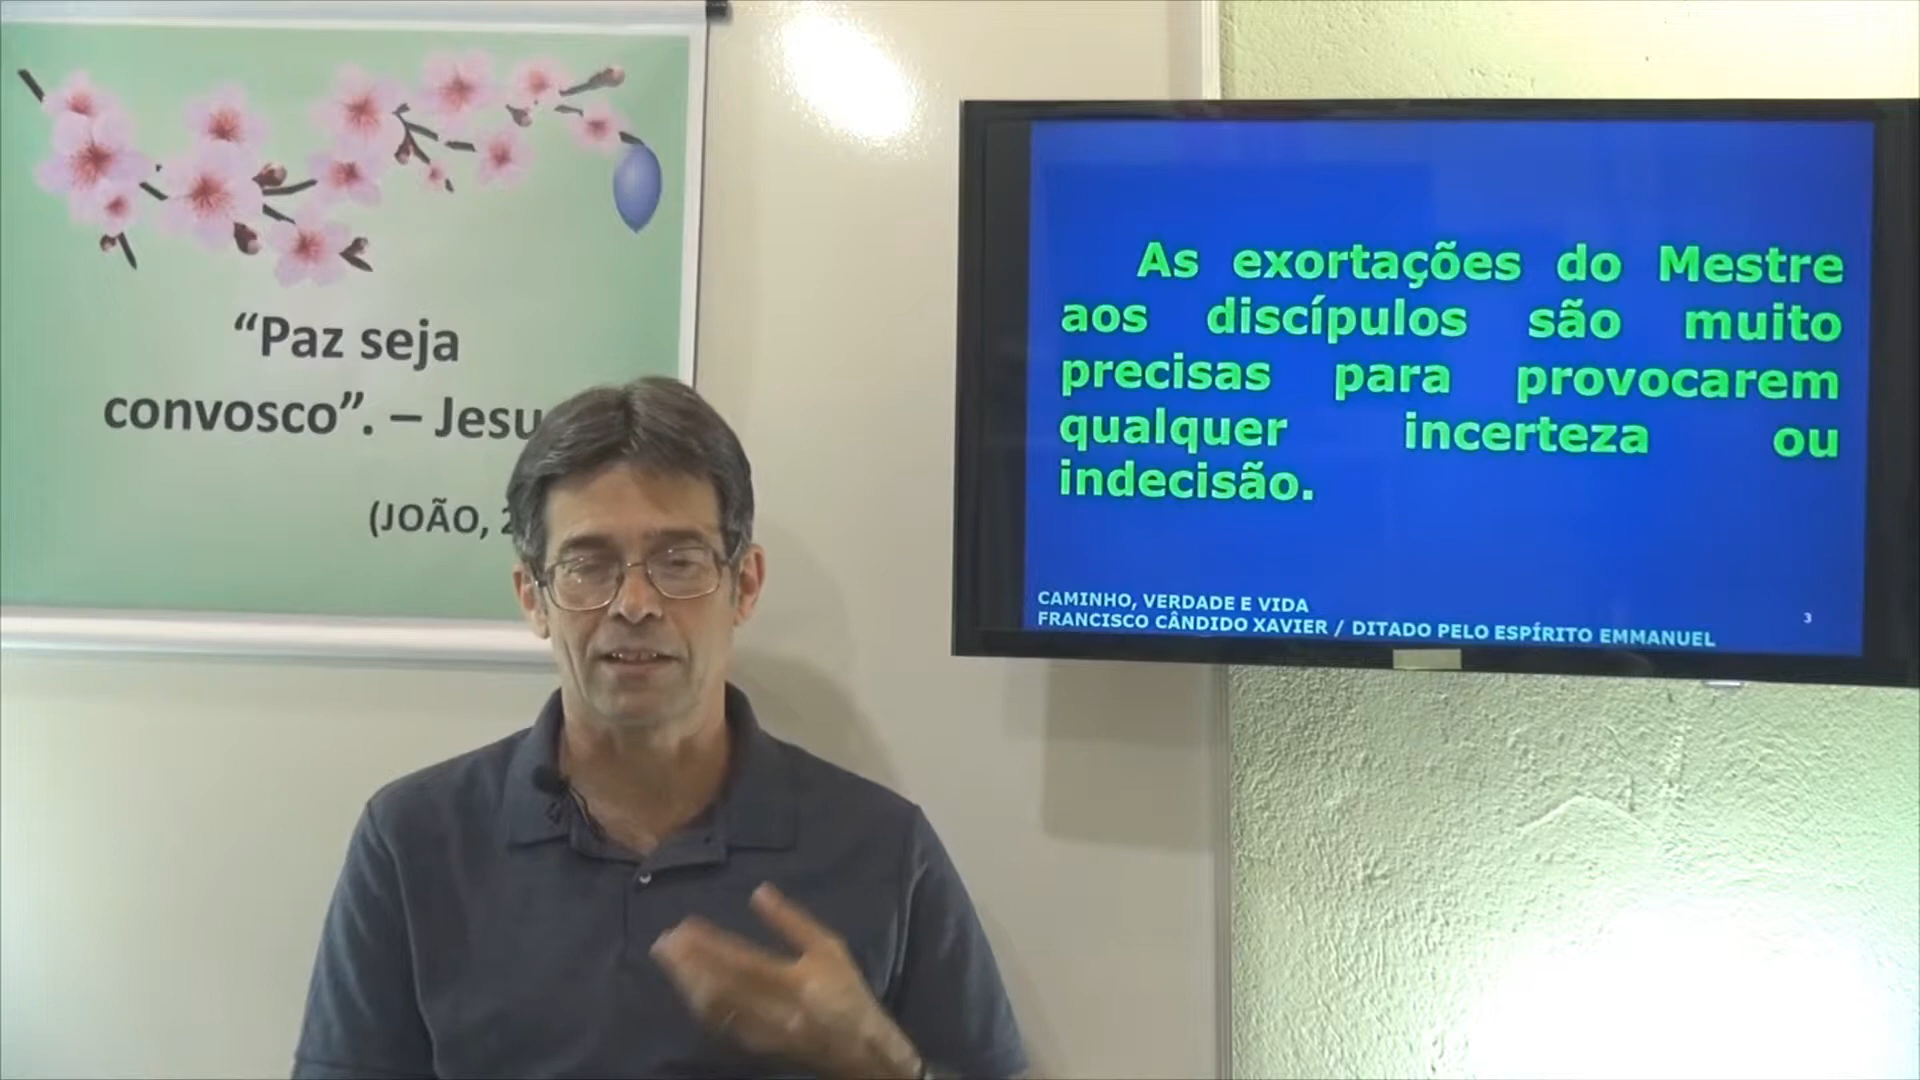 “Paz seja
convosco”. – Jesu
(JOÃO, 2
As exortações do Mestre
aos discípulos são muito
precisas para provocarem
qualquer incerteza ou
indecisão.
CAMINHO, VERDADE E VIDA
FRANCISCO CÂNDIDO XAVIER / DITADO PELO ESPÍRITO EMMANUEL
3